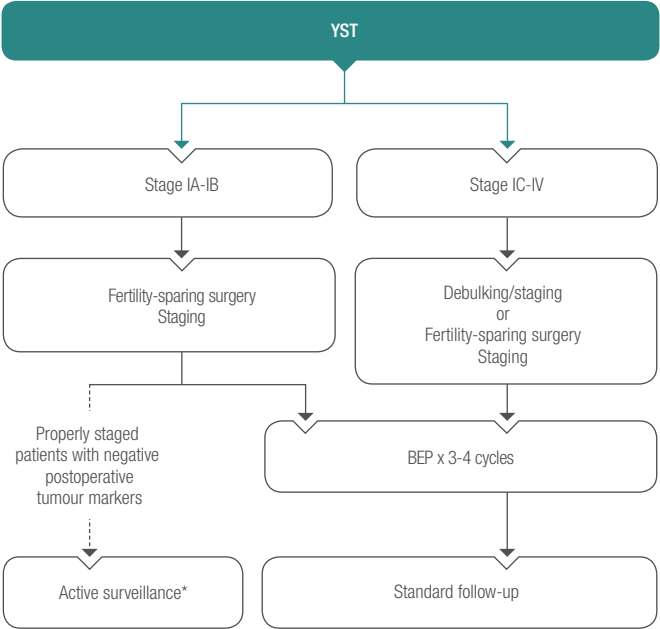 YST
Stage IA-IB
Stage IC-IV
Fertility-sparing surgery
Staging
Debulking/staging
or
Fertility-sparing surgery
Staging
Properly staged
patients with negative
postoperative
tumour markers
BEP x 3-4 cycles
Active surveillance*
Standard follow-up